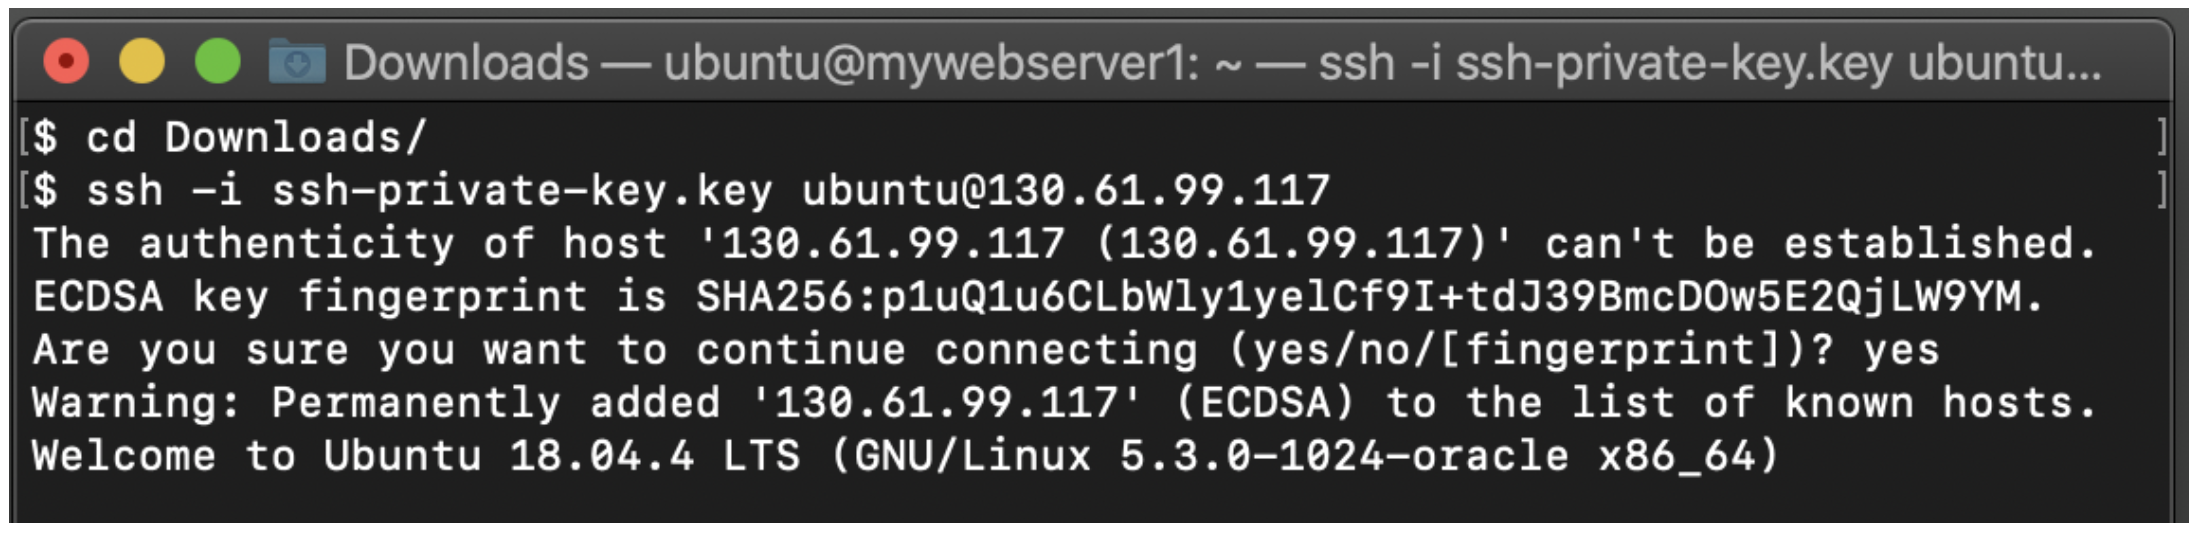 Downloads — ubuntu@mywebserver1: ~ — ssh -i ssh-private-key.key ubuntu...
[$ cd Downloads/ ]
[$ ssh -i ssh-private-key.key ubuntu@130.61.99.117 ]
The authenticity of host '130.61.99.117 (130.61.99.117)' can't be established.
ECDSA key fingerprint is SHA256:p1uQ1u6CLbWly1yelCf9I+tdJ39BmcDOw5E2QjLW9YM.
Are you sure you want to continue connecting (yes/no/[fingerprint])? yes
Warning: Permanently added '130.61.99.117' (ECDSA) to the list of known hosts.
Welcome to Ubuntu 18.04.4 LTS (GNU/Linux 5.3.0-1024-oracle x86_64)